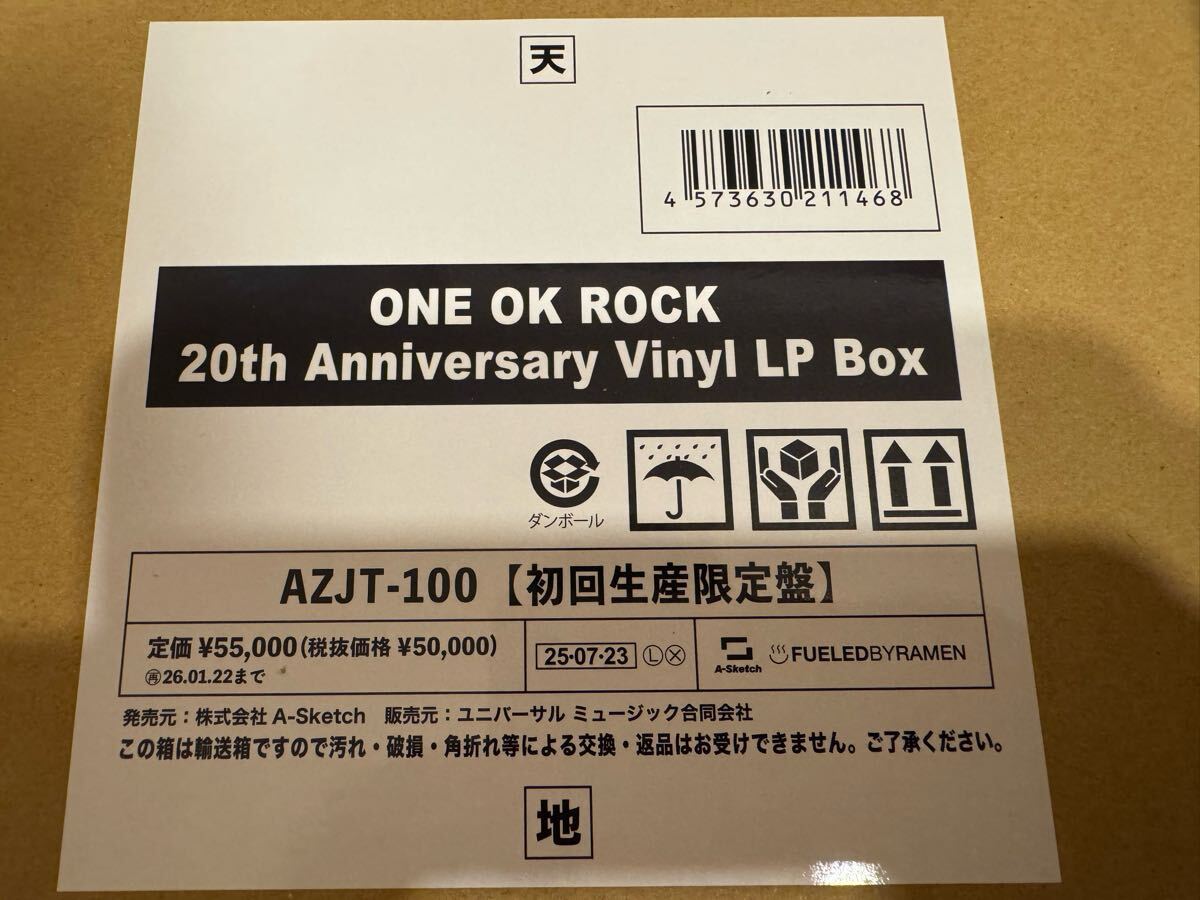 天
4 573630 211468
ONE OK ROCK
20th Anniversary Vinyl LP Box
ダンボール
AZJT-100【初回生産限定盤】
定価 ¥55,000(税抜価格 ¥50,000)
㊢26.01.22まで
25・07・23 Ⓛⓧ
A-Sketch FUELEDBYRAMEN
発売元：株式会社 A-Sketch 販売元：ユニバーサル ミュージック合同会社
この箱は輸送箱ですので汚れ・破損・角折れ等による交換・返品はお受けできません。ご了承ください。
地